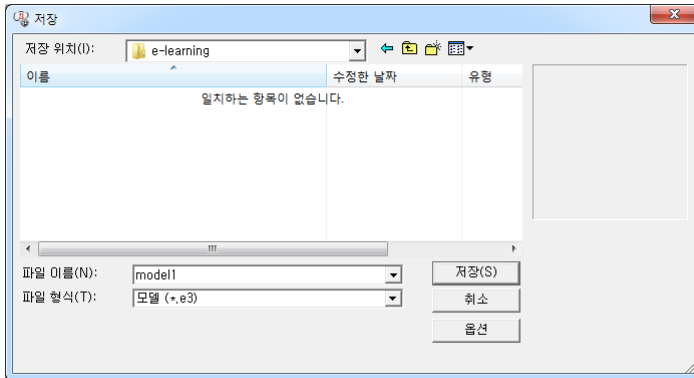 저장
저장 위치(I): e-learning
이름 수정한 날짜 유형
일치하는 항목이 없습니다.
파일 이름(N): model1 저장(S)
파일 형식(T): 모델 (*.e3) 취소
옵션